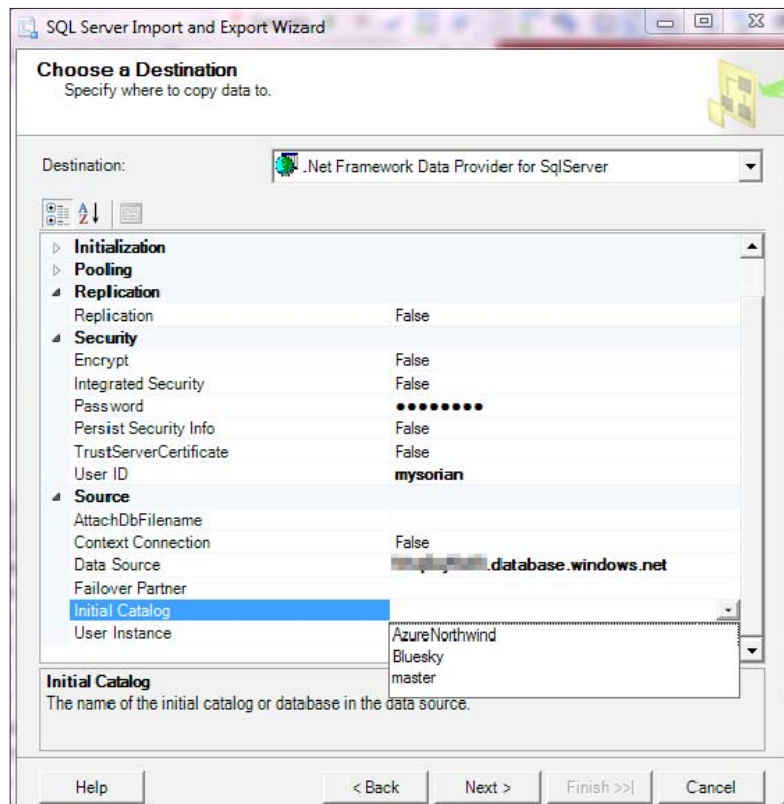 SQL Server Import and Export Wizard
Choose a Destination
Specify where to copy data to.
Destination: .Net Framework Data Provider for SqlServer
Initialization
Pooling
Replication
Replication False
Security
Encrypt False
Integrated Security False
Password ●●●●●●●●
Persist Security Info False
TrustServerCertificate False
User ID mysorian
Source
AttachDbFilename
Context Connection False
Data Source .database.windows.net
Failover Partner
Initial Catalog
User Instance
AzureNorthwind
Bluesky
master
Initial Catalog
The name of the initial catalog or database in the data source.
Help < Back Next > Finish >>| Cancel